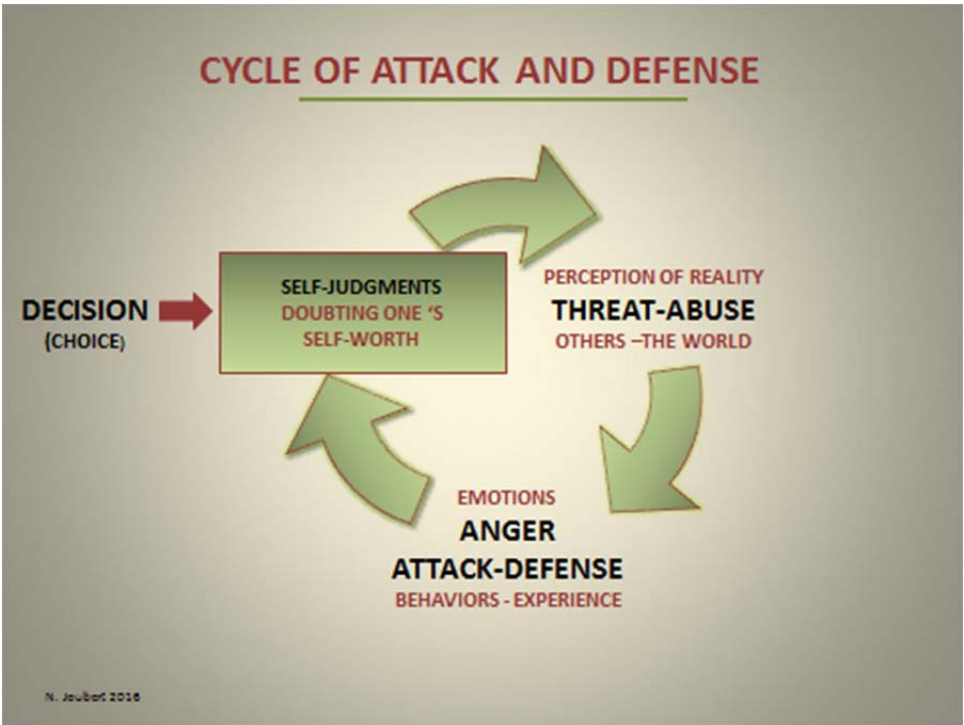 CYCLE OF ATTACK AND DEFENSE
DECISION
(CHOICE)
SELF-JUDGMENTS
DOUBTING ONE 'S
SELF-WORTH
PERCEPTION OF REALITY
THREAT-ABUSE
OTHERS –THE WORLD
EMOTIONS
ANGER
ATTACK-DEFENSE
BEHAVIORS - EXPERIENCE
N. Joubert 2016